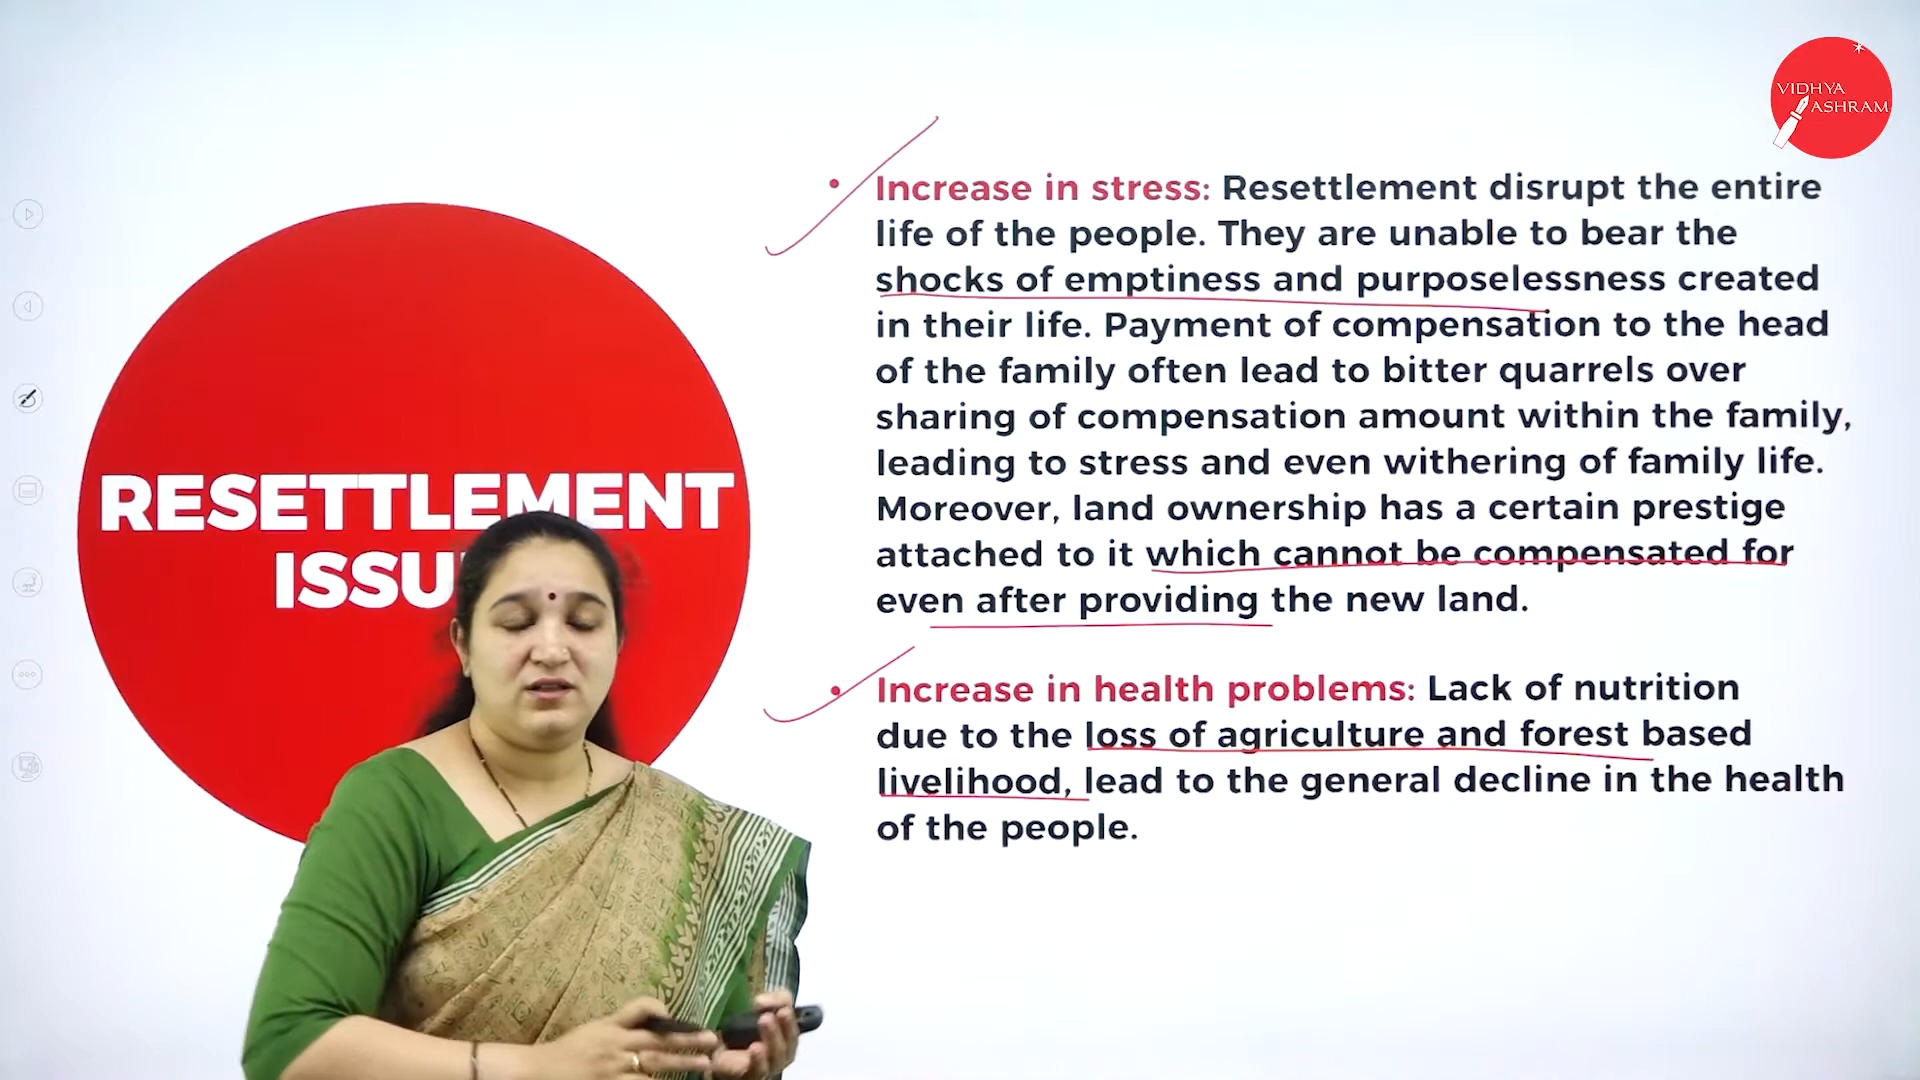 VIDHYA
ASHRAM
RESETTLEMENT
Increase in stress: Resettlement disrupt the entire
life of the people. They are unable to bear the
shocks of emptiness and purposelessness created
in their life. Payment of compensation to the head
of the family often lead to bitter quarrels over
sharing of compensation amount within the family,
leading to stress and even withering of family life.
Moreover, land ownership has a certain prestige
attached to it which cannot be compensated for
even after providing the new land.
Increase in health problems: Lack of nutrition
due to the loss of agriculture and forest based
livelihood, lead to the general decline in the health
of the people.